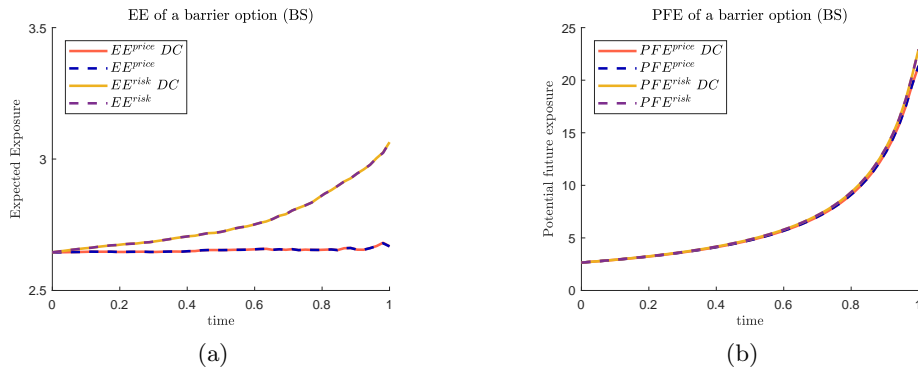 EE of a barrier option (BS)
3.5
3
2.5
Expected Exposure
EE^price DC
EE^price
EE^risk DC
EE^risk
0 0.2 0.4 0.6 0.8 1
time
(a)
PFE of a barrier option (BS)
25
20
15
10
5
0
Potential future exposure
PFE^price DC
PFE^price
PFE^risk DC
PFE^risk
0 0.2 0.4 0.6 0.8 1
time
(b)